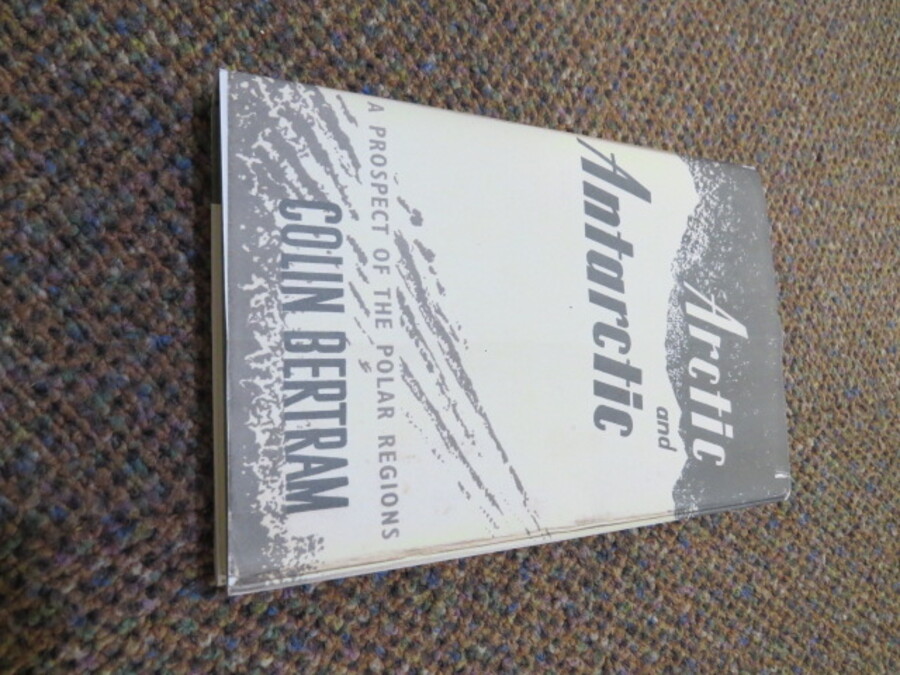 Arctic
and
Antarctic
A PROSPECT OF THE POLAR REGIONS
COLIN BERTRAM